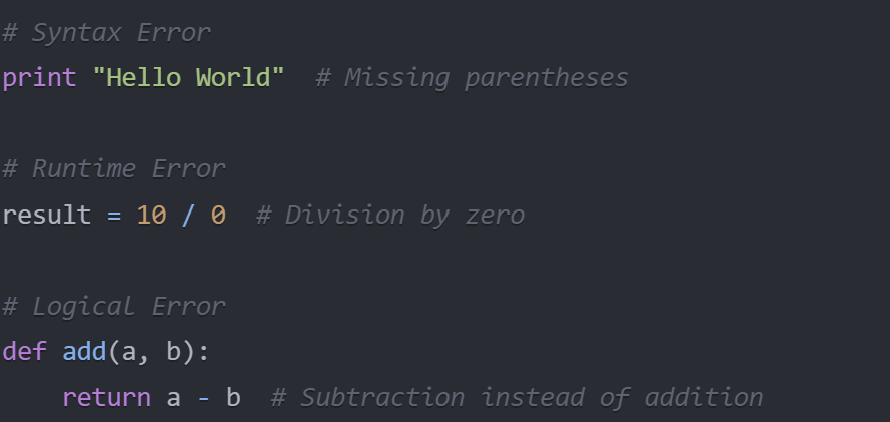 # Syntax Error
print "Hello World"  # Missing parentheses
# Runtime Error
result = 10 / 0  # Division by zero
# Logical Error
def add(a, b):
    return a - b  # Subtraction instead of addition